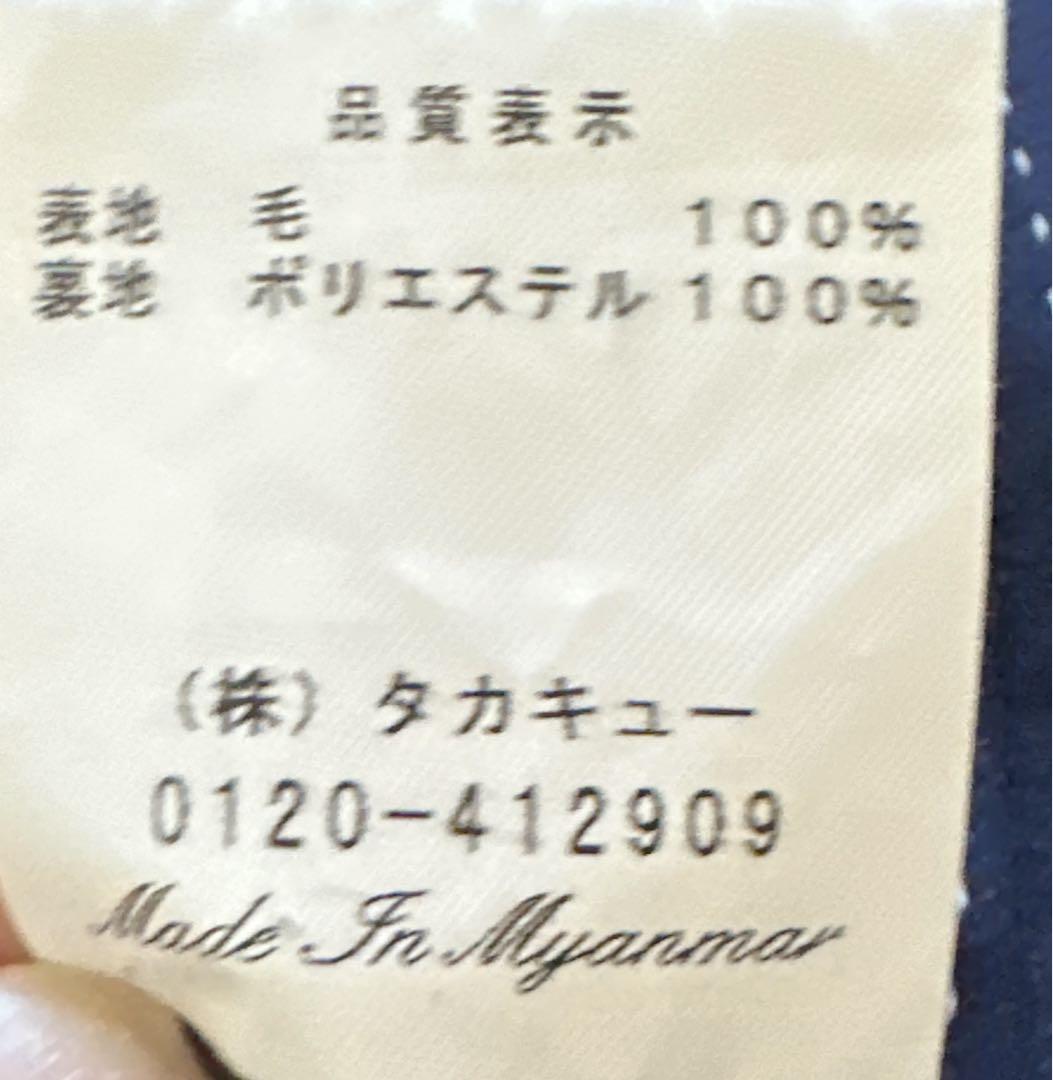 品質表示
表地 毛 100%
裏地 ポリエステル 100%
(株) タカキュー
0120-412909
Made In Myanmar